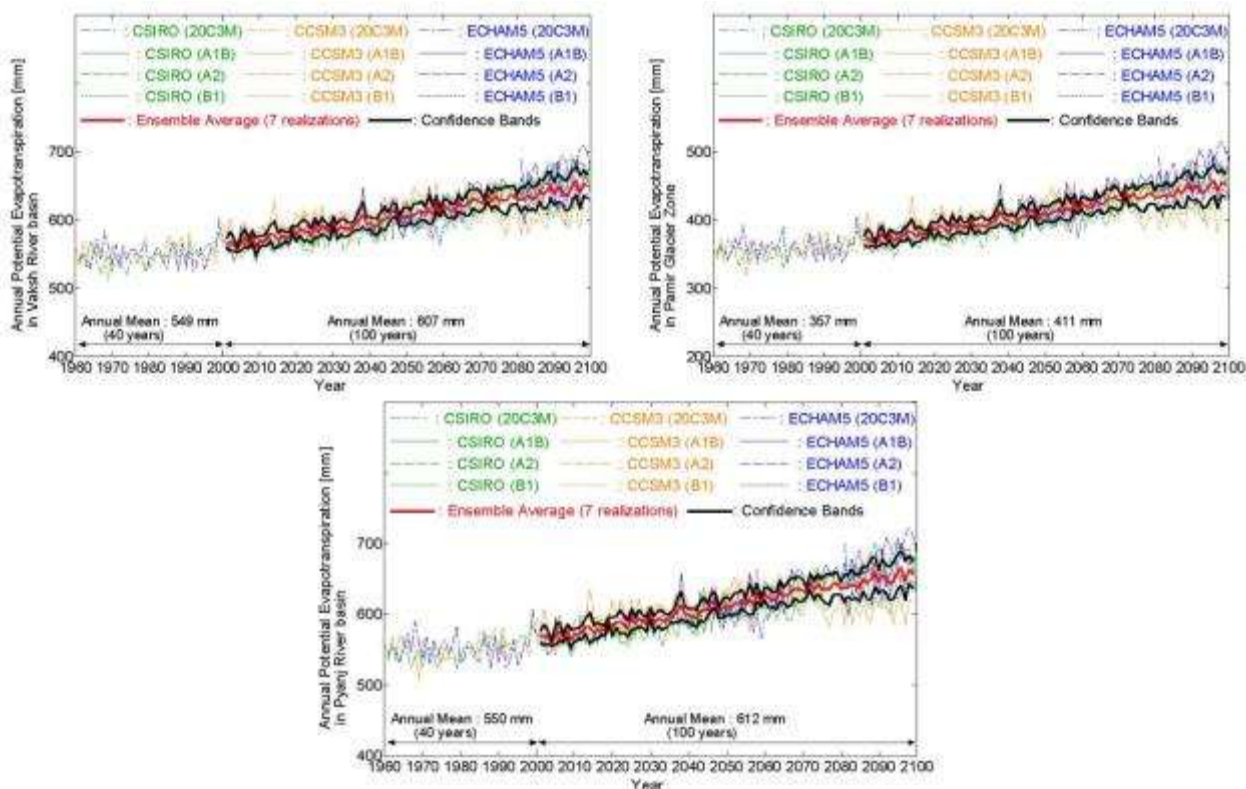 : CSIRO (20C3M) : CCSM3 (20C3M) : ECHAM5 (20C3M)
: CSIRO (A1B) : CCSM3 (A1B) : ECHAM5 (A1B)
: CSIRO (A2) : CCSM3 (A2) : ECHAM5 (A2)
: CSIRO (B1) : CCSM3 (B1) : ECHAM5 (B1)
: Ensemble Average (7 realizations) : Confidence Bands
Annual Potential Evapotranspiration [mm]
in Vaksh River basin
700
600
500
400
Annual Mean : 549 mm
(40 years)
Annual Mean : 607 mm
(100 years)
1960 1970 1980 1990 2000 2010 2020 2030 2040 2050 2060 2070 2080 2090 2100
Year
: CSIRO (20C3M) : CCSM3 (20C3M) : ECHAM5 (20C3M)
: CSIRO (A1B) : CCSM3 (A1B) : ECHAM5 (A1B)
: CSIRO (A2) : CCSM3 (A2) : ECHAM5 (A2)
: CSIRO (B1) : CCSM3 (B1) : ECHAM5 (B1)
: Ensemble Average (7 realizations) : Confidence Bands
Annual Potential Evapotranspiration [mm]
in Pamir Glacier Zone
500
400
300
200
Annual Mean : 357 mm
(40 years)
Annual Mean : 411 mm
(100 years)
1960 1970 1980 1990 2000 2010 2020 2030 2040 2050 2060 2070 2080 2090 2100
Year
: CSIRO (20C3M) : CCSM3 (20C3M) : ECHAM5 (20C3M)
: CSIRO (A1B) : CCSM3 (A1B) : ECHAM5 (A1B)
: CSIRO (A2) : CCSM3 (A2) : ECHAM5 (A2)
: CSIRO (B1) : CCSM3 (B1) : ECHAM5 (B1)
: Ensemble Average (7 realizations) : Confidence Bands
Annual Potential Evapotranspiration [mm]
in Pyanj River basin
700
600
500
400
Annual Mean : 550 mm
(40 years)
Annual Mean : 612 mm
(100 years)
1960 1970 1980 1990 2000 2010 2020 2030 2040 2050 2060 2070 2080 2090 2100
Year